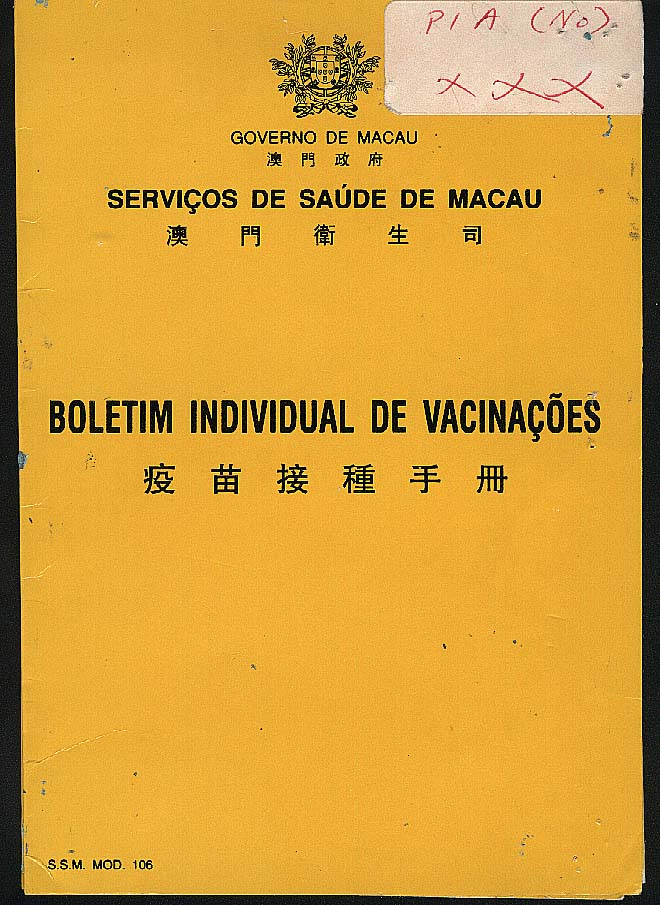 P I A (No)
XXX
GOVERNO DE MACAU
澳門政府
SERVIÇOS DE SAÚDE DE MACAU
澳門衛生司
BOLETIM INDIVIDUAL DE VACINAÇÕES
疫苗接種手冊
S.S.M. MOD. 106